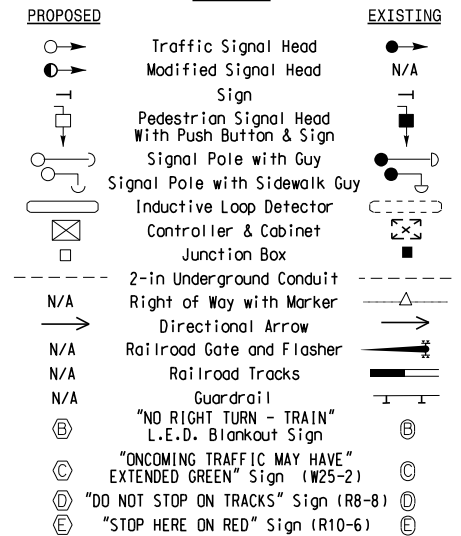 PROPOSED EXISTING
Traffic Signal Head
Modified Signal Head N/A
Sign
Pedestrian Signal Head
With Push Button & Sign
Signal Pole with Guy
Signal Pole with Sidewalk Guy
Inductive Loop Detector
Controller & Cabinet
Junction Box
2-in Underground Conduit
N/A Right of Way with Marker
Directional Arrow
N/A Railroad Gate and Flasher
N/A Railroad Tracks
N/A Guardrail
B "NO RIGHT TURN - TRAIN" B
L.E.D. Blankout Sign
C "ONCOMING TRAFFIC MAY HAVE" C
EXTENDED GREEN" Sign (W25-2)
D "DO NOT STOP ON TRACKS" Sign (R8-8) D
E "STOP HERE ON RED" Sign (R10-6) E